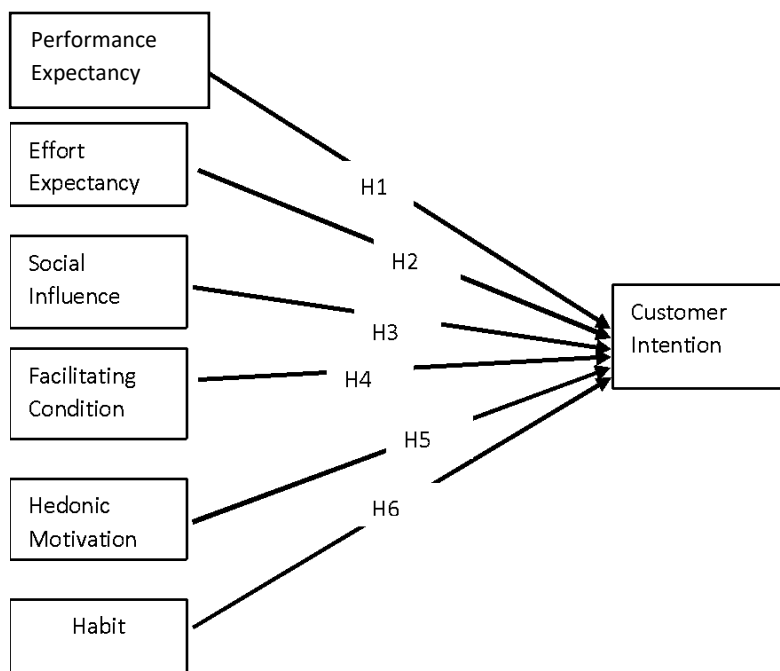 Performance
Expectancy
Effort
Expectancy
H1
H2
Social
Influence
H3
Customer
Intention
Facilitating
Condition
H4
H5
Hedonic
Motivation
H6
Habit